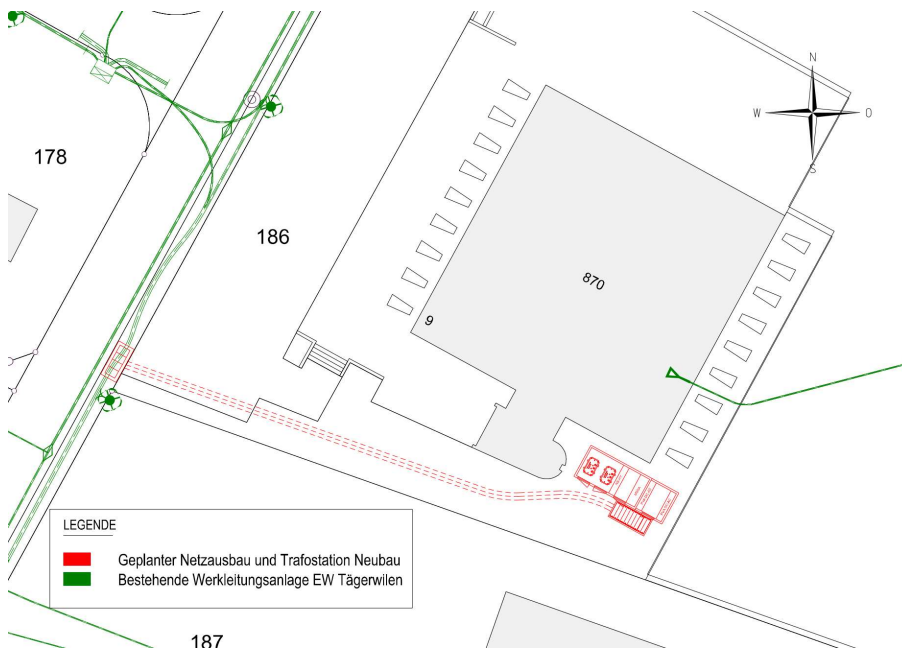 N
W
O
S
178
186
870
9
LEGENDE
Geplanter Netzausbau und Trafostation Neubau
Bestehende Werkleitungsanlage EW Tägerwilen
187